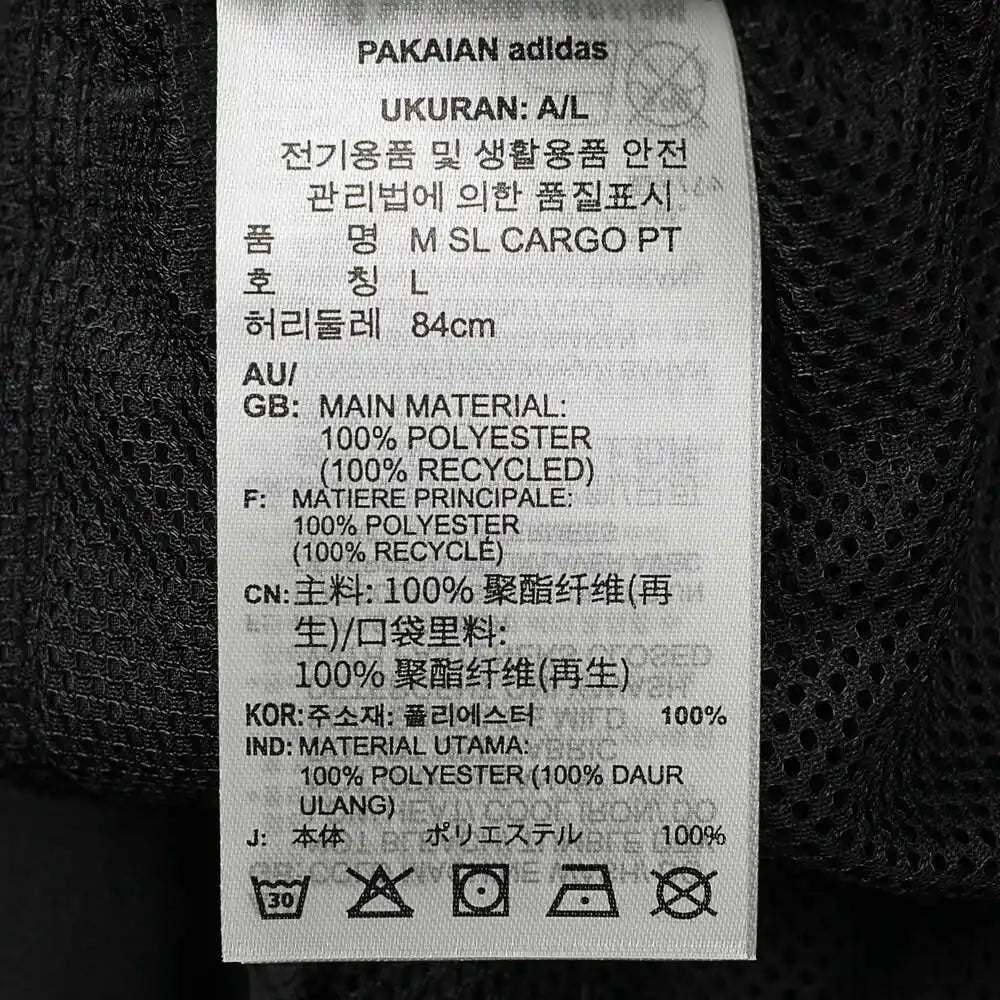 PAKAIAN adidas
UKURAN: A/L
전기용품 및 생활용품 안전
관리법에 의한 품질표시
품 명 M SL CARGO PT
호 칭 L
허리둘레 84cm
AU/
GB: MAIN MATERIAL:
100% POLYESTER
(100% RECYCLED)
F: MATIERE PRINCIPALE:
100% POLYESTER
(100% RECYCLÉ)
CN: 主料: 100% 聚酯纤维(再
生)/口袋里料:
100% 聚酯纤维(再生)
KOR: 주소재: 폴리에스터 100%
IND: MATERIAL UTAMA:
100% POLYESTER (100% DAUR
ULANG)
J: 本体 ポリエステル 100%
30